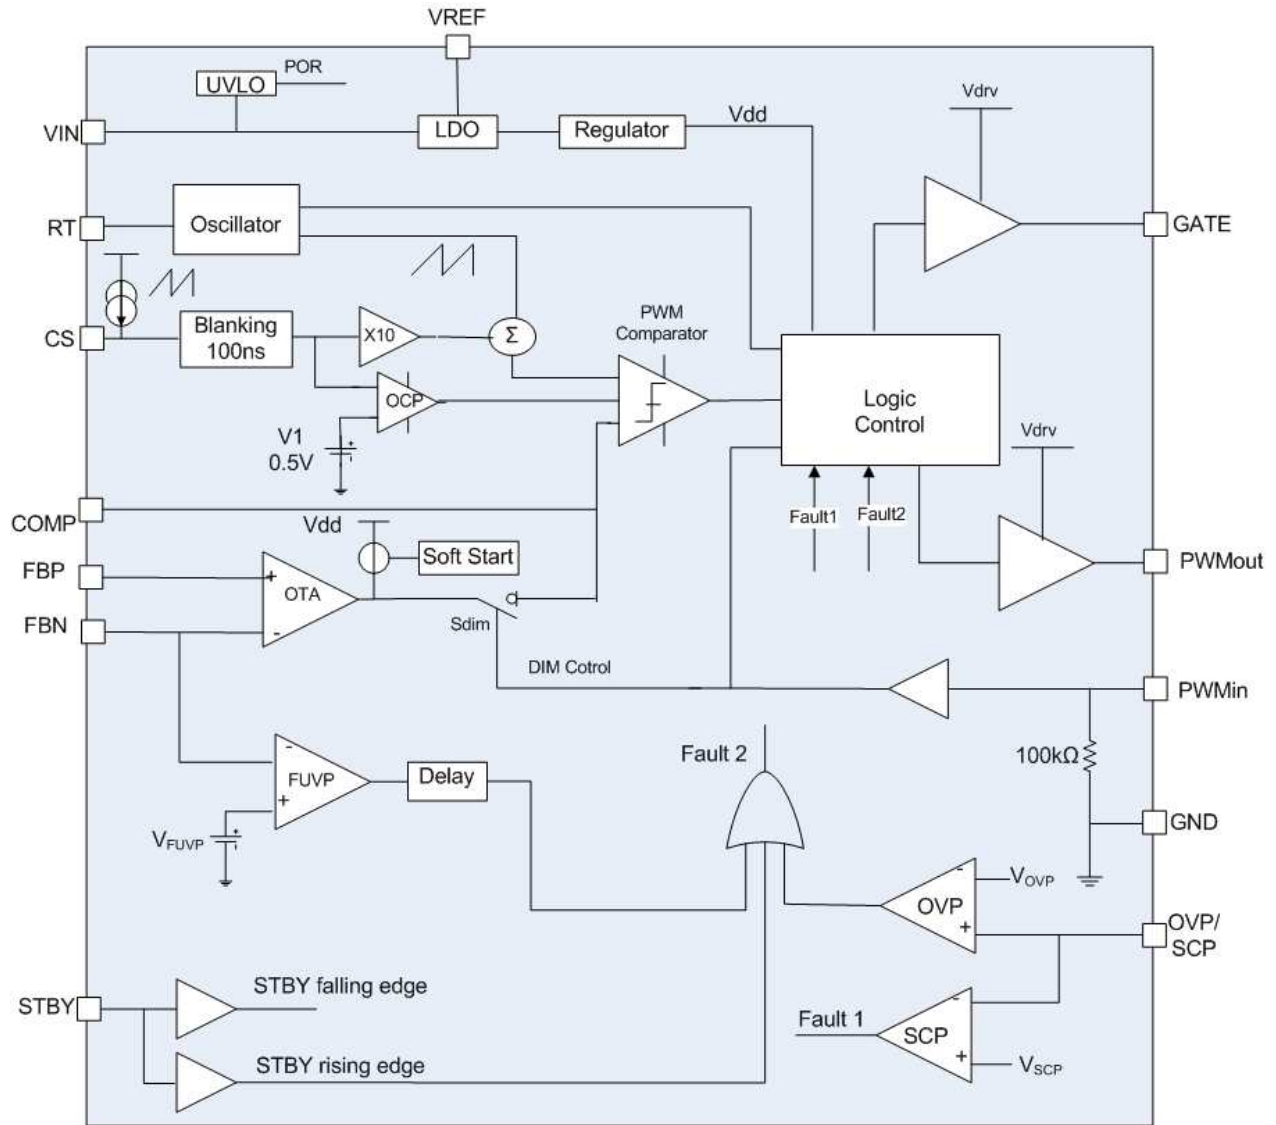 VREF
POR
UVLO
VIN
LDO
Regulator
Vdd
Vdrv
RT
Oscillator
GATE
CS
Blanking
100ns
X10
Σ
PWM
Comparator
OCP
V1
0.5V
+
Logic
Control
Vdrv
COMP
Vdd
Fault1
Fault2
Soft Start
FBP
+
OTA
PWMout
FBN
-
Sdim
DIM Cotrol
PWMin
Fault 2
100kΩ
-
FUVP
+
Delay
VFUVP
+
GND
VOVP
-
OVP
+
OVP/
SCP
STBY
STBY falling edge
-
Fault 1
SCP
+
VSCP
STBY rising edge